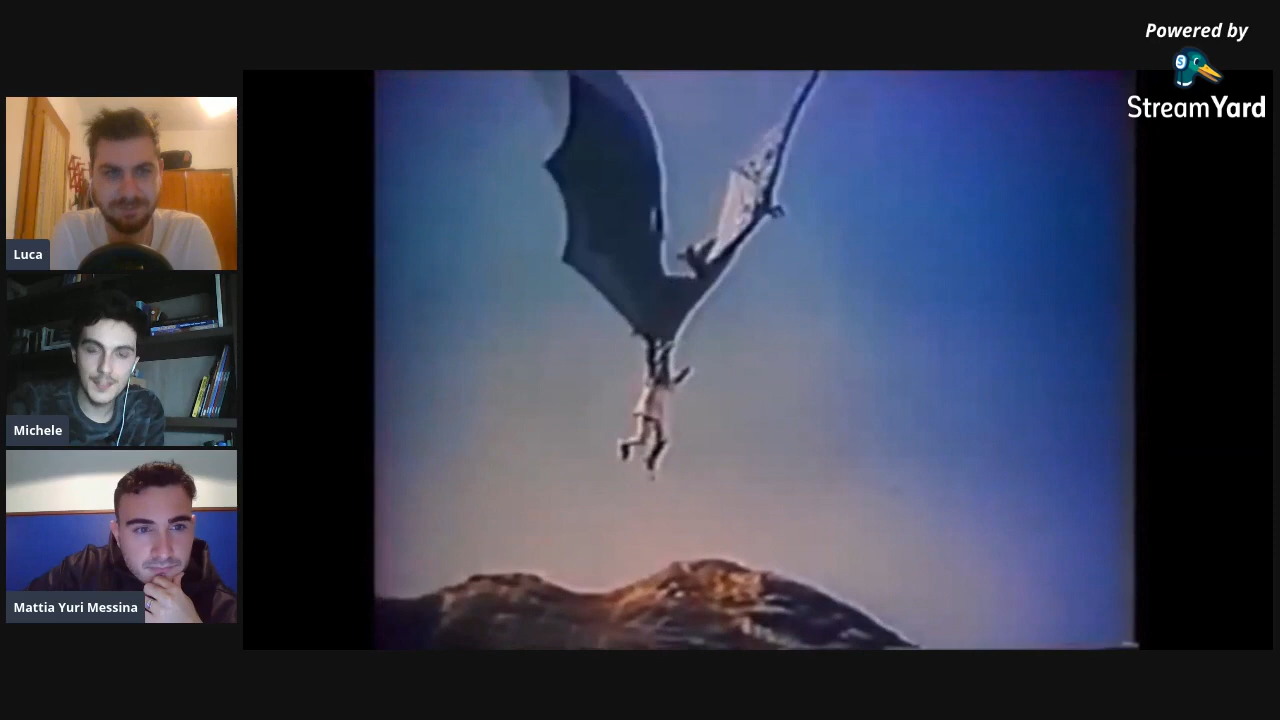 Powered by
StreamYard
Luca
Michele
Mattia Yuri Messina